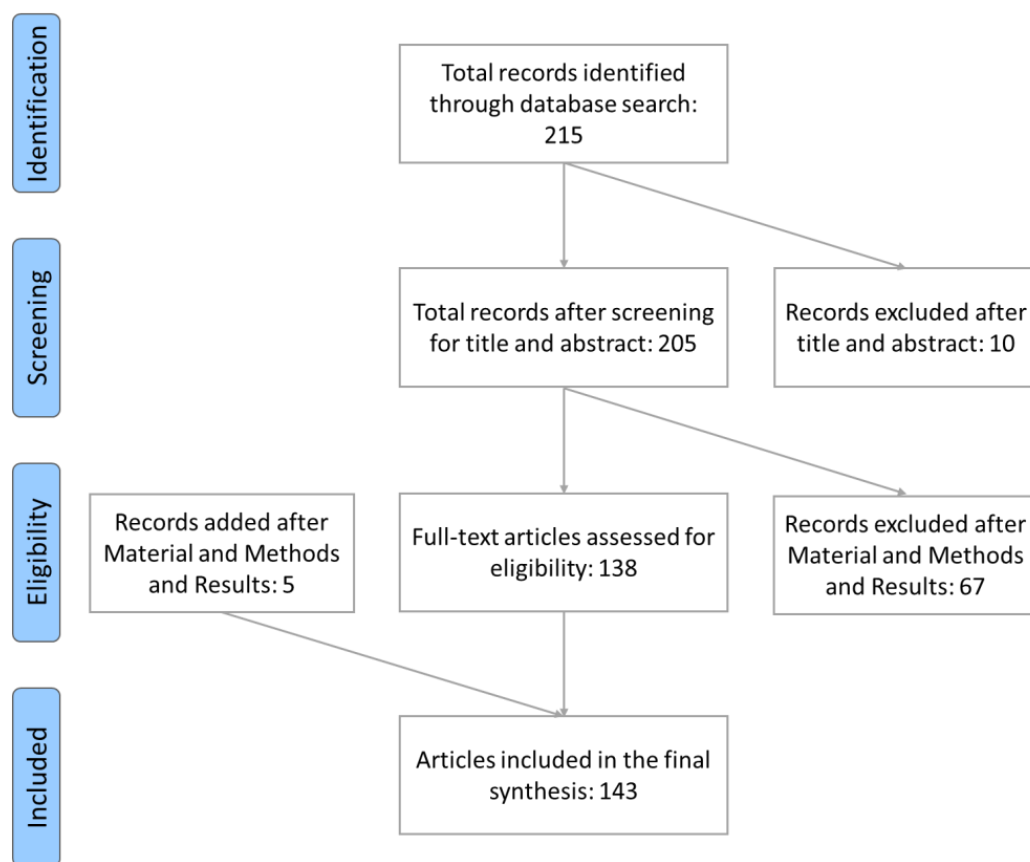 Identification
Total records identified
through database search:
215
Screening
Total records after screening
for title and abstract: 205
Records excluded after
title and abstract: 10
Eligibility
Records added after
Material and Methods
and Results: 5
Full-text articles assessed for
eligibility: 138
Records excluded after
Material and Methods
and Results: 67
Included
Articles included in the final
synthesis: 143